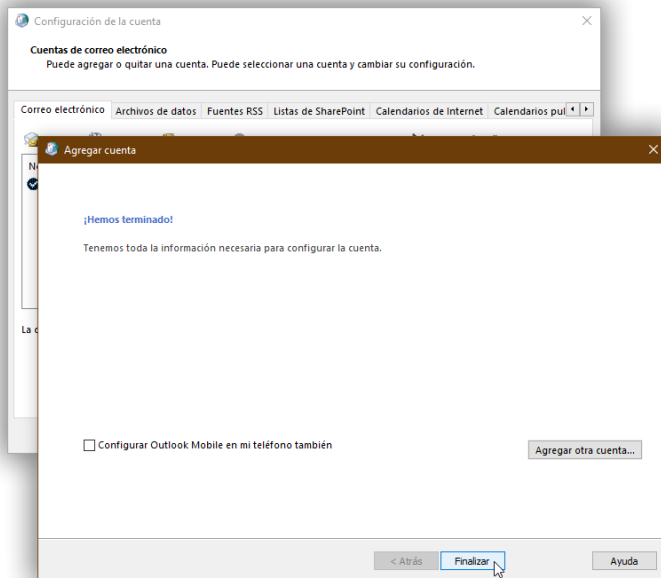 Configuración de la cuenta
Cuentas de correo electrónico
Puede agregar o quitar una cuenta. Puede seleccionar una cuenta y cambiar su configuración.
Correo electrónico Archivos de datos Fuentes RSS Listas de SharePoint Calendarios de Internet Calendarios pul
Agregar cuenta
¡Hemos terminado!
Tenemos toda la información necesaria para configurar la cuenta.
La
Configurar Outlook Mobile en mi teléfono también
Agregar otra cuenta...
< Atrás Finalizar Ayuda